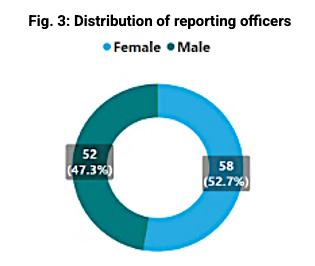 Fig. 3: Distribution of reporting officers
Female Male
52
(47.3%)
58
(52.7%)